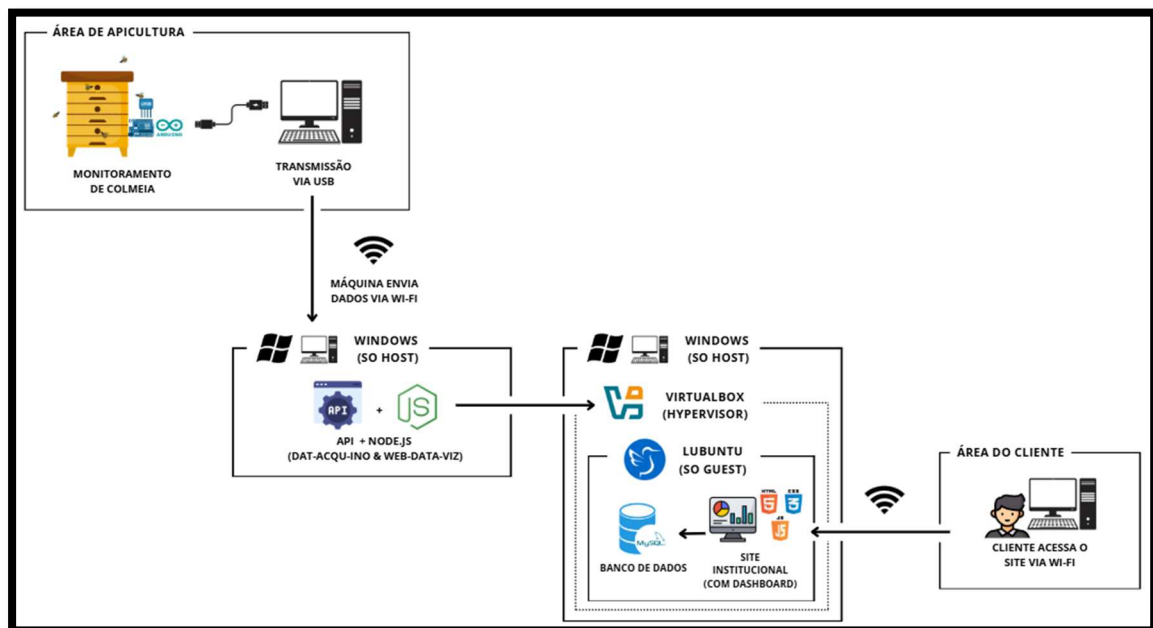 ÁREA DE APICULTURA
ARDUINO
MONITORAMENTO
DE COLMEIA
TRANSMISSÃO
VIA USB
MÁQUINA ENVIA
DADOS VIA WI-FI
WINDOWS
(SO HOST)
API
+
JS
API + NODE.JS
(DAT-ACQU-INO & WEB-DATA-VIZ)
WINDOWS
(SO HOST)
VIRTUALBOX
(HYPERVISOR)
LUBUNTU
(SO GUEST)
HTML
5
CSS
3
JS
MySQL
BANCO DE DADOS
SITE
INSTITUCIONAL
(COM DASHBOARD)
ÁREA DO CLIENTE
CLIENTE ACESSA O
SITE VIA WI-FI